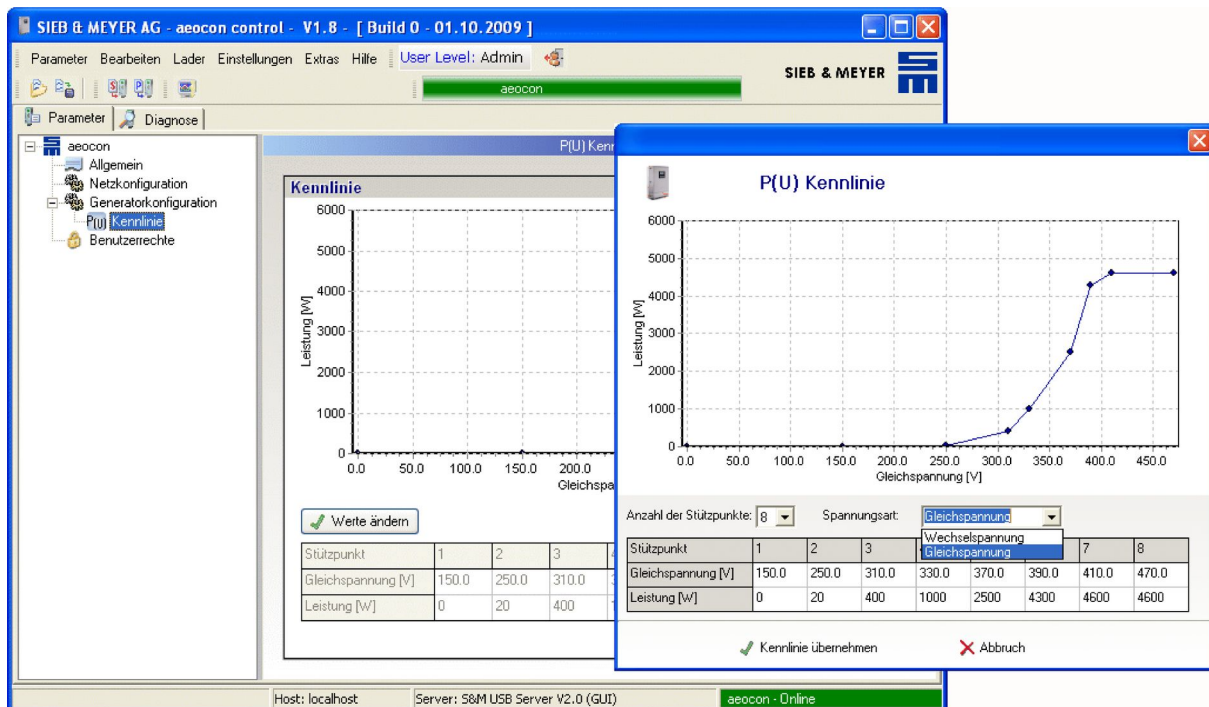 SIEB & MEYER AG - aeocon control - V1.8 - [ Build 0 - 01.10.2009 ]
Parameter Bearbeiten Lader Einstellungen Extras Hilfe User Level: Admin
SIEB & MEYER
aeocon
Parameter Diagnose
aeocon
Allgemein
Netzkonfiguration
Generatorkonfiguration
P(U) Kennlinie
Benutzerrechte
P(U)
Kennlinie
6000
5000
4000
3000
2000
1000
0
Leistung [W]
0.0 50.0 100.0 150.0 200.0
Werte ändern
Stützpunkt 1 2 3
Gleichspannung [V] 150.0 250.0 310.0
Leistung [W] 0 20 400
P(U) Kennlinie
6000
5000
4000
3000
2000
1000
0
Leistung [W]
0.0 50.0 100.0 150.0 200.0 250.0 300.0 350.0 400.0 450.0
Gleichspannung [V]
Anzahl der Stützpunkte: 8 Spannungsart: Gleichspannung
Wechselspannung
Gleichspannung
Stützpunkt 1 2 3 7 8
Gleichspannung [V] 150.0 250.0 310.0 330.0 370.0 390.0 410.0 470.0
Leistung [W] 0 20 400 1000 2500 4300 4600 4600
Kennlinie übernehmen Abbruch
Host: localhost Server: S&M USB Server V2.0 (GUI) aeocon - Online